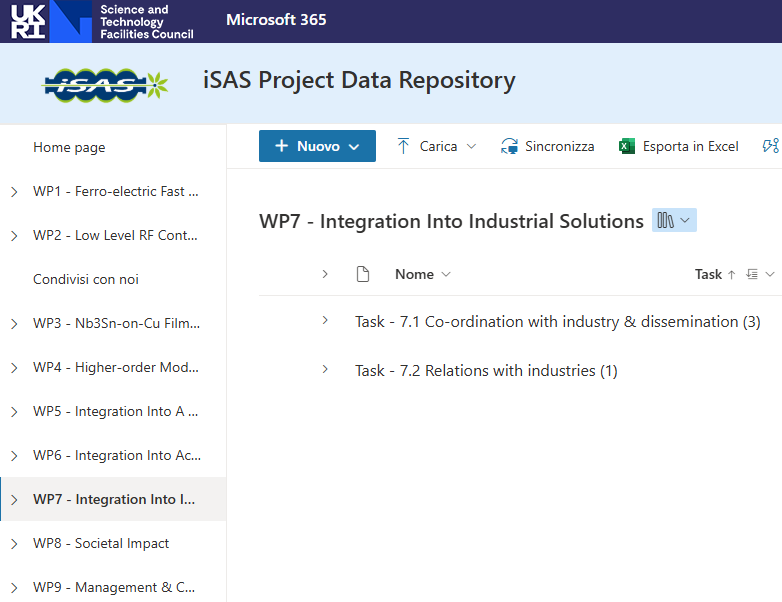 UK
RI
Science and
Technology
Facilities Council
Microsoft 365
iSAS
iSAS Project Data Repository
Home page
WP1 - Ferro-electric Fast ...
WP2 - Low Level RF Cont...
Condivisi con noi
WP3 - Nb3Sn-on-Cu Film...
WP4 - Higher-order Mod...
WP5 - Integration Into A ...
WP6 - Integration Into Ac...
WP7 - Integration Into I...
WP8 - Societal Impact
WP9 - Management & C...
Nuovo
Carica
Sincronizza
Esporta in Excel
WP7 - Integration Into Industrial Solutions
Nome
Task
Task - 7.1 Co-ordination with industry & dissemination (3)
Task - 7.2 Relations with industries (1)